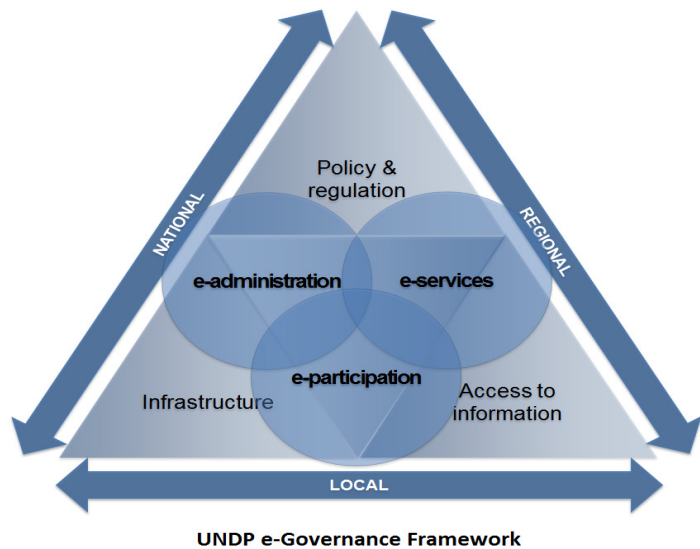 Policy &
regulation
NATIONAL
REGIONAL
e-administration
e-services
e-participation
Infrastructure
Access to
information
LOCAL
UNDP e-Governance Framework